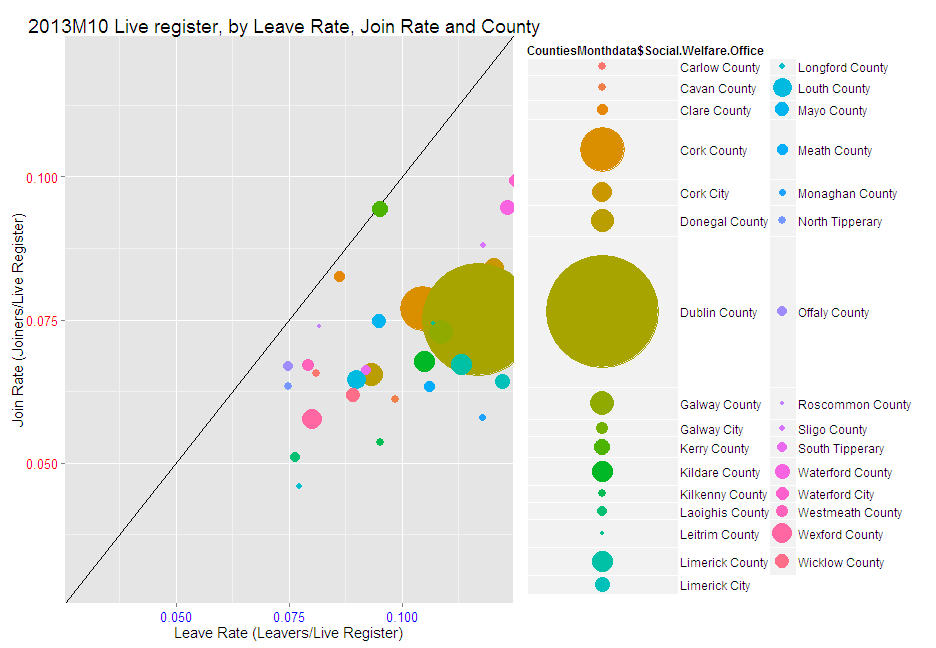 2013M10 Live register, by Leave Rate, Join Rate and County
CountiesMonthdata$Social.Welfare.Office
Carlow County
Cavan County
Clare County
Cork County
Cork City
Donegal County
Dublin County
Galway County
Galway City
Kerry County
Kildare County
Kilkenny County
Laoighis County
Leitrim County
Limerick County
Limerick City
Longford County
Louth County
Mayo County
Meath County
Monaghan County
North Tipperary
Offaly County
Roscommon County
Sligo County
South Tipperary
Waterford County
Waterford City
Westmeath County
Wexford County
Wicklow County
Join Rate (Joiners/Live Register)
0.100
0.075
0.050
0.050 0.075 0.100
Leave Rate (Leavers/Live Register)